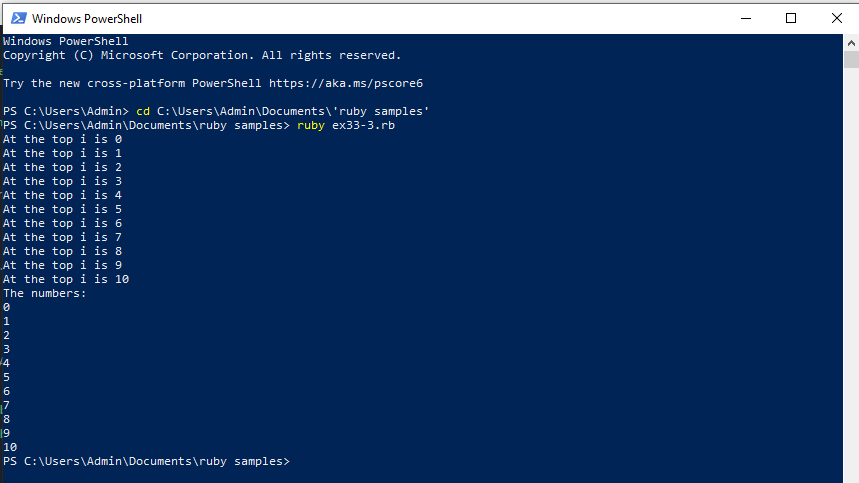 Windows PowerShell
Windows PowerShell
Copyright (C) Microsoft Corporation. All rights reserved.
Try the new cross-platform PowerShell https://aka.ms/pscore6
PS C:\Users\Admin> cd C:\Users\Admin\Documents\'ruby samples'
PS C:\Users\Admin\Documents\ruby samples> ruby ex33-3.rb
At the top i is 0
At the top i is 1
At the top i is 2
At the top i is 3
At the top i is 4
At the top i is 5
At the top i is 6
At the top i is 7
At the top i is 8
At the top i is 9
At the top i is 10
The numbers:
0
1
2
3
4
5
6
7
8
9
10
PS C:\Users\Admin\Documents\ruby samples>